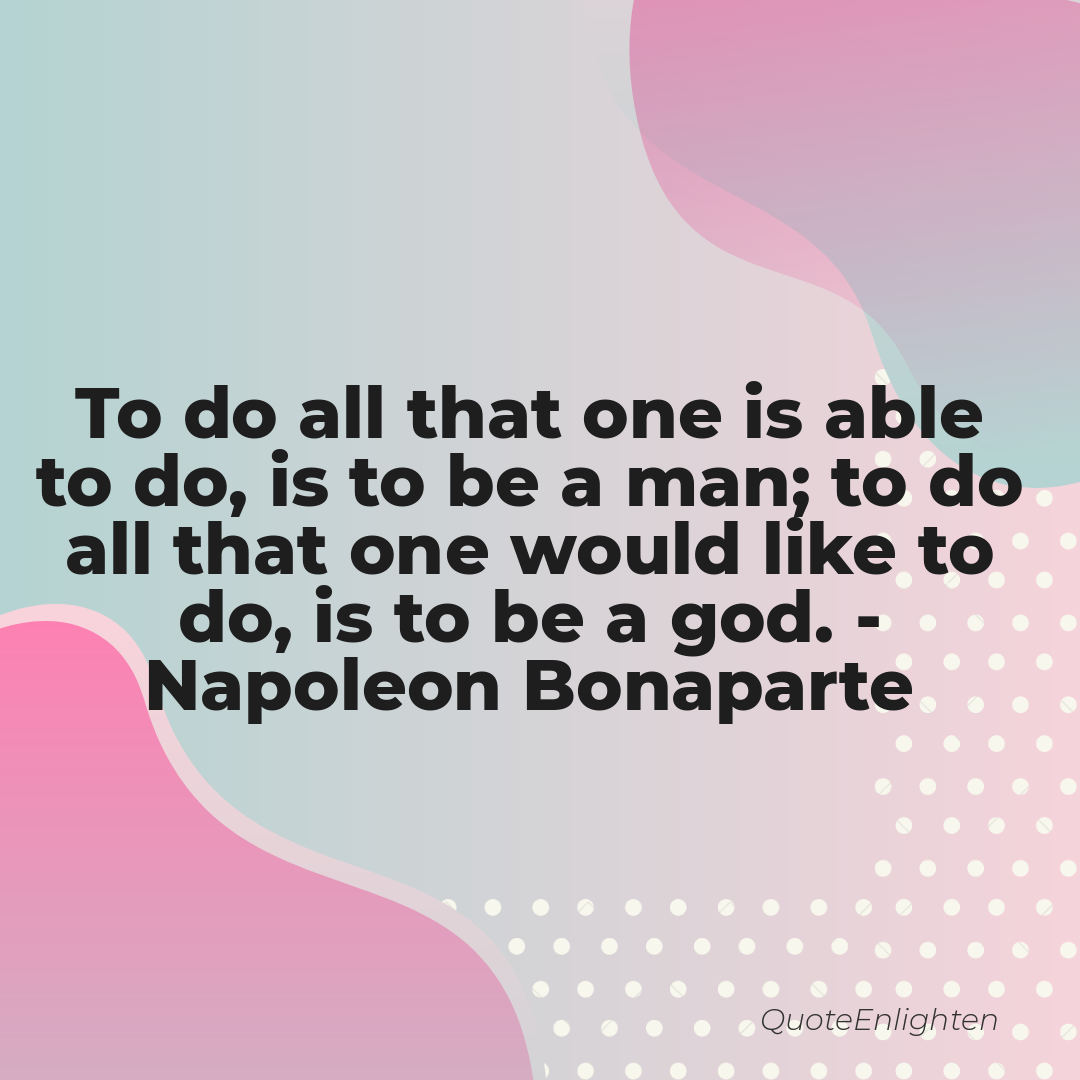 To do all that one is able
to do, is to be a man; to do
all that one would like to
do, is to be a god. -
Napoleon Bonaparte
QuoteEnlighten